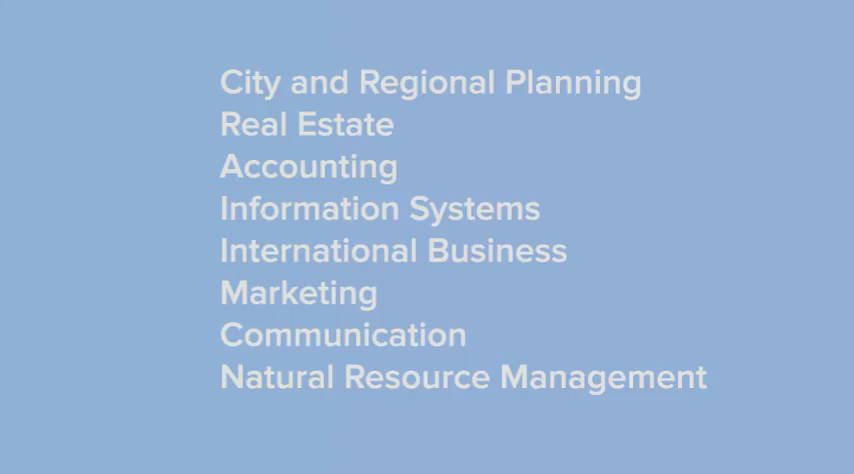 City and Regional Planning
Real Estate
Accounting
Information Systems
International Business
Marketing
Communication
Natural Resource Management